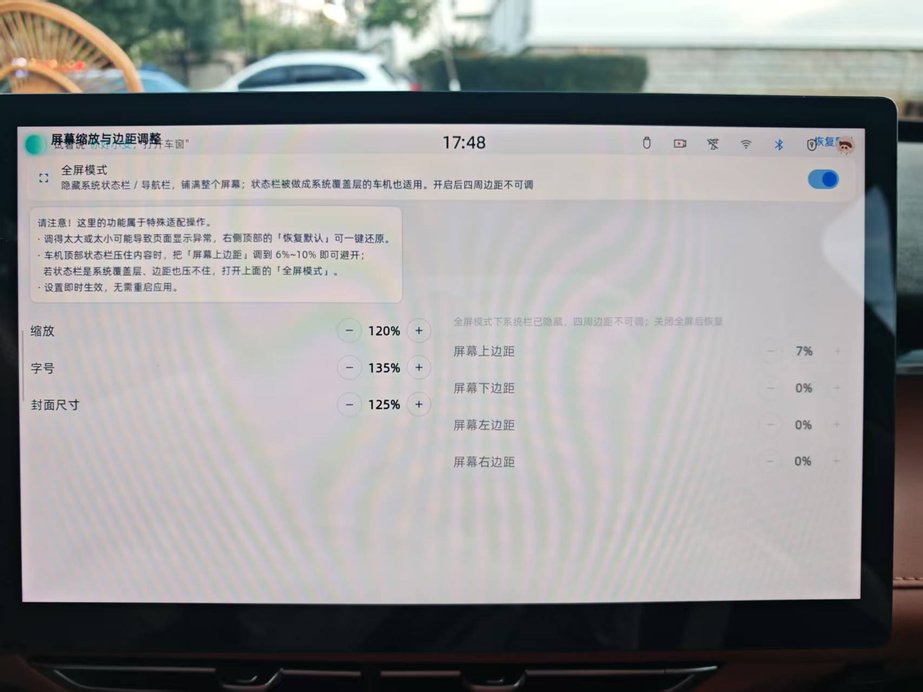 屏幕缩放与边距调整
打开车窗"
17:48
恢复
全屏模式
隐藏系统状态栏 / 导航栏，铺满整个屏幕；状态栏被做成系统覆盖层的车机也适用。开启后四周边距不可调
请注意！这里的功能属于特殊适配操作。
· 调得太大或太小可能导致页面显示异常，右侧顶部的「恢复默认」可一键还原。
· 车机顶部状态栏压住内容时，把「屏幕上边距」调到 6%~10% 即可避开；
若状态栏是系统覆盖层、边距也压不住，打开上面的「全屏模式」。
· 设置即时生效，无需重启应用。
缩放 − 120% +
字号 − 135% +
封面尺寸 − 125% +
全屏模式下系统栏已隐藏，四周边距不可调；关闭全屏后恢复
屏幕上边距 − 7% +
屏幕下边距 − 0% +
屏幕左边距 − 0% +
屏幕右边距 − 0% +